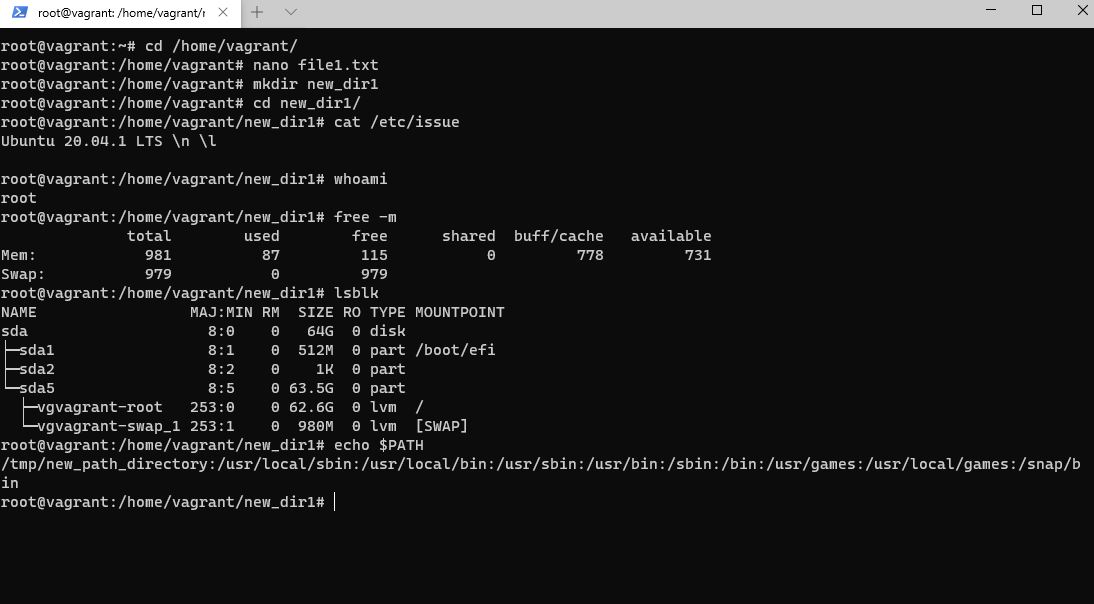 root@vagrant: /home/vagrant/r
root@vagrant:~# cd /home/vagrant/
root@vagrant:/home/vagrant# nano file1.txt
root@vagrant:/home/vagrant# mkdir new_dir1
root@vagrant:/home/vagrant# cd new_dir1/
root@vagrant:/home/vagrant/new_dir1# cat /etc/issue
Ubuntu 20.04.1 LTS \n \l
root@vagrant:/home/vagrant/new_dir1# whoami
root
root@vagrant:/home/vagrant/new_dir1# free -m
              total        used        free      shared  buff/cache   available
Mem:            981          87         115           0         778         731
Swap:           979           0         979
root@vagrant:/home/vagrant/new_dir1# lsblk
NAME                 MAJ:MIN RM  SIZE RO TYPE MOUNTPOINT
sda                    8:0    0   64G  0 disk
├─sda1                 8:1    0  512M  0 part /boot/efi
├─sda2                 8:2    0    1K  0 part
└─sda5                 8:5    0 63.5G  0 part
  ├─vgvagrant-root   253:0    0 62.6G  0 lvm  /
  └─vgvagrant-swap_1 253:1    0  980M  0 lvm  [SWAP]
root@vagrant:/home/vagrant/new_dir1# echo $PATH
/tmp/new_path_directory:/usr/local/sbin:/usr/local/bin:/usr/sbin:/usr/bin:/sbin:/bin:/usr/games:/usr/local/games:/snap/b
in
root@vagrant:/home/vagrant/new_dir1#